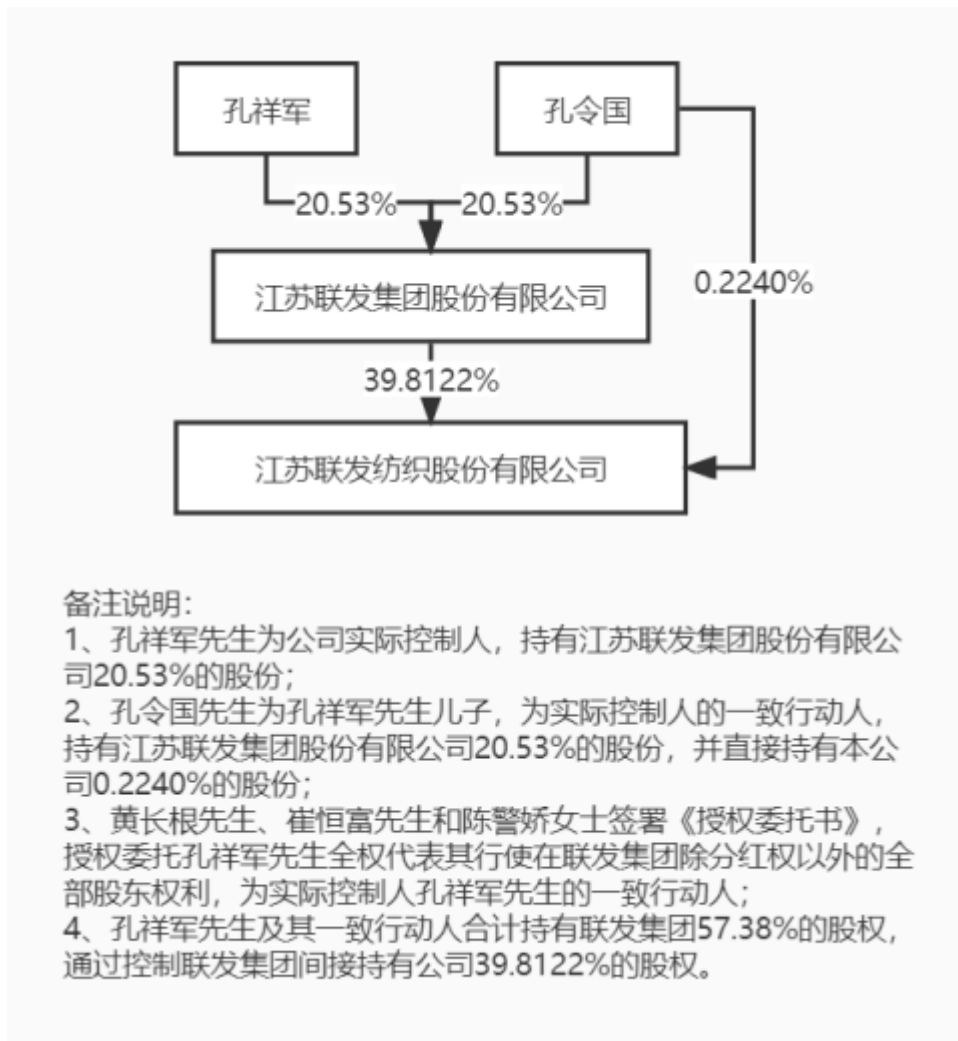 孔祥军
孔令国
20.53%
20.53%
0.2240%
江苏联发集团股份有限公司
39.8122%
江苏联发纺织股份有限公司
备注说明：
1、孔祥军先生为公司实际控制人，持有江苏联发集团股份有限公
司20.53%的股份；
2、孔令国先生为孔祥军先生儿子，为实际控制人的一致行动人，
持有江苏联发集团股份有限公司20.53%的股份，并直接持有本公
司0.2240%的股份；
3、黄长根先生、崔恒富先生和陈警娇女士签署《授权委托书》，
授权委托孔祥军先生全权代表其行使在联发集团除分红权以外的全
部股东权利，为实际控制人孔祥军先生的一致行动人；
4、孔祥军先生及其一致行动人合计持有联发集团57.38%的股权，
通过控制联发集团间接持有公司39.8122%的股权。